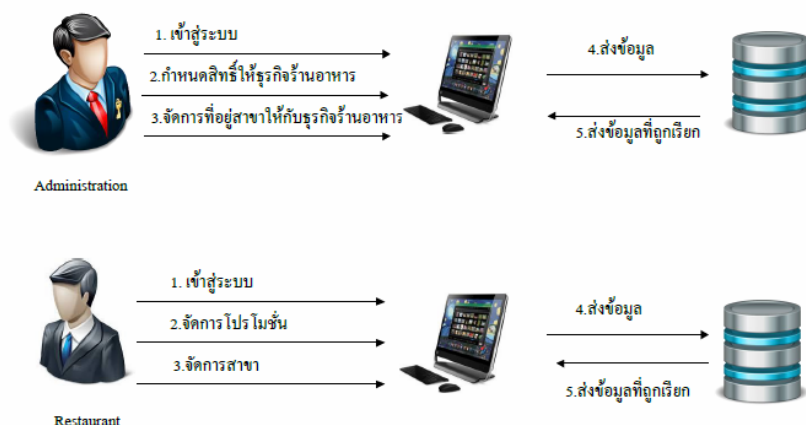 1. เข้าสู่ระบบ
2.กำหนดสิทธิ์ให้ธุรกิจร้านอาหาร
3.จัดการที่อยู่สาขาให้กับธุรกิจร้านอาหาร
4.ส่งข้อมูล
5.ส่งข้อมูลที่ถูกเรียก
Administration
1. เข้าสู่ระบบ
2.จัดการโปรโมชั่น
3.จัดการสาขา
4.ส่งข้อมูล
5.ส่งข้อมูลที่ถูกเรียก
Restaurant